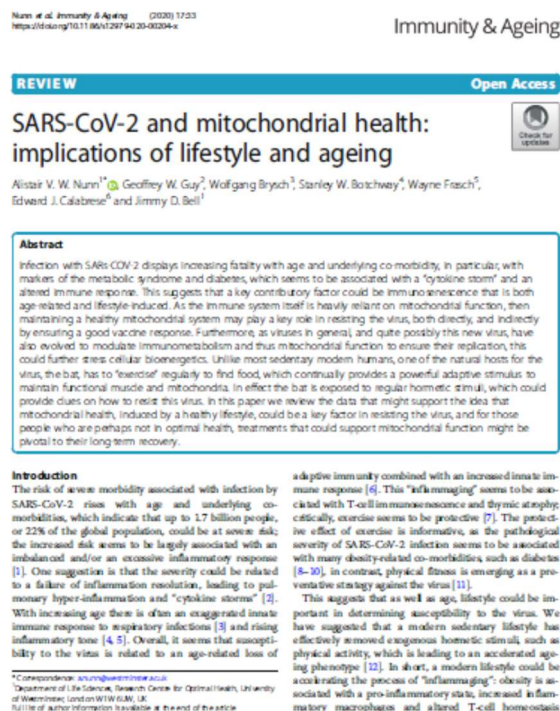 Nunn et al. Immunity & Ageing (2020) 17:33
https://doi.org/10.1186/s12979-020-00204-x
Immunity & Ageing
REVIEW
Open Access
Check for
updates
SARS-CoV-2 and mitochondrial health:
implications of lifestyle and ageing
Alistair V. W. Nunn1*, Geoffrey W. Guy2, Wolfgang Brysch3, Stanley W. Botchway4, Wayne Frasch5,
Edward J. Calabrese6 and Jimmy D. Bell1
Abstract
Infection with SARs-COV-2 displays increasing fatality with age and underlying co-morbidity, in particular, with
markers of the metabolic syndrome and diabetes, which seems to be associated with a “cytokine storm” and an
altered immune response. This suggests that a key contributory factor could be immunosenescence that is both
age-related and lifestyle-induced. As the immune system itself is heavily reliant on mitochondrial function, then
maintaining a healthy mitochondrial system may play a key role in resisting the virus, both directly, and indirectly
by ensuring a good vaccine response. Furthermore, as viruses in general, and quite possibly this new virus, have
also evolved to modulate immunometabolism and thus mitochondrial function to ensure their replication, this
could further stress cellular bioenergetics. Unlike most sedentary modern humans, one of the natural hosts for the
virus, the bat, has to “exercise” regularly to find food, which continually provides a powerful adaptive stimulus to
maintain functional muscle and mitochondria. In effect the bat is exposed to regular hormetic stimuli, which could
provide clues on how to resist this virus. In this paper we review the data that might support the idea that
mitochondrial health, induced by a healthy lifestyle, could be a key factor in resisting the virus, and for those
people who are perhaps not in optimal health, treatments that could support mitochondrial function might be
pivotal to their long-term recovery.
Introduction
The risk of severe morbidity associated with infection by
SARS-CoV-2 rises with age and underlying co-
morbidities, which indicate that up to 1.7 billion people,
or 22% of the global population, could be at severe risk;
the increased risk seems to be largely associated with an
imbalanced and/or an excessive inflammatory response
[1]. One suggestion is that the severity could be related
to a failure of inflammation resolution, leading to pul-
monary hyper-inflammation and “cytokine storms” [2].
With increasing age there is often an exaggerated innate
immune response to respiratory infections [3] and rising
inflammatory tone [4, 5]. Overall, it seems that suscepti-
bility to the virus is related to an age-related loss of
* Correspondence: a.nunn@westminster.ac.uk
1Department of Life Sciences, Research Centre for Optimal Health, University
of Westminster, London W1W 6UW, UK
Full list of author information is available at the end of the article
adaptive immunity combined with an increased innate im-
mune response [6]. This “inflammaging” seems to be asso-
ciated with T-cell immunosenescence and thymic atrophy;
critically, exercise seems to be protective [7]. The protect-
ive effect of exercise is informative, as the pathological
severity of SARS-CoV-2 infection seems to be associated
with many obesity-related co-morbidities, such as diabetes
[8–10], in contrast, physical fitness is emerging as a pre-
ventative strategy against the virus [11].
This suggests that as well as age, lifestyle could be im-
portant in determining susceptibility to the virus. We
have suggested that a modern sedentary lifestyle has
effectively removed exogenous hormetic stimuli, such as
physical activity, which is leading to an accelerated age-
ing phenotype [12]. In short, a modern lifestyle could be
accelerating the process of “inflammaging”: obesity is as-
sociated with a pro-inflammatory state, increased inflam-
matory macrophages and altered T-cell homeostasis